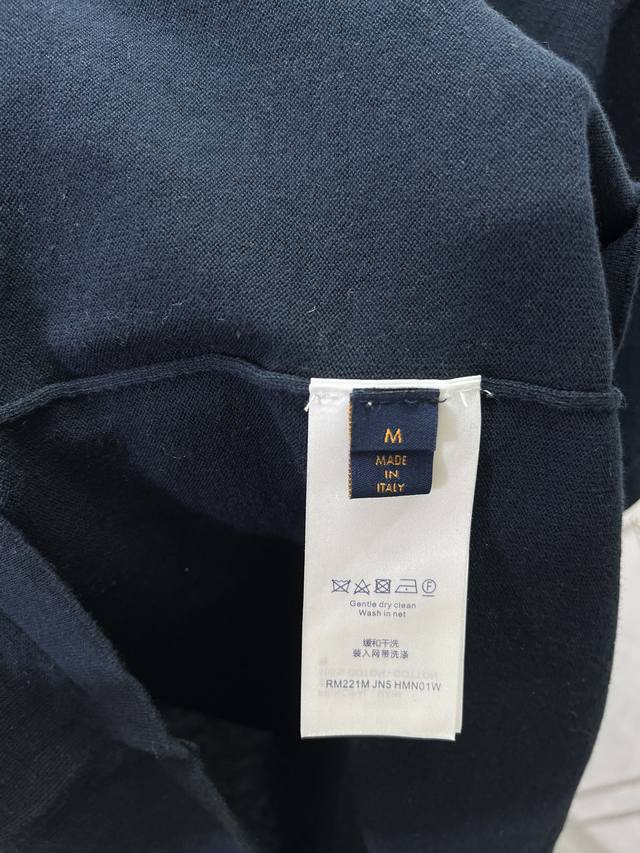 M
MADE
IN
ITALY
F
Gentle dry clean
Wash in net
缓和干洗
装入网带洗涤
RM221M JN5 HMN01W